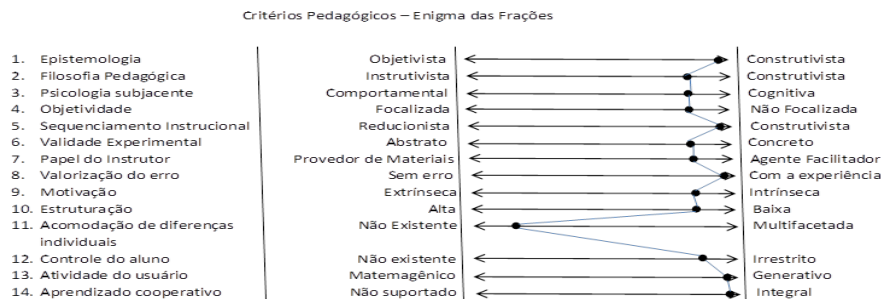 Critérios Pedagógicos – Enigma das Frações
1. Epistemologia Objetivista Construtivista
2. Filosofia Pedagógica Instrutivista Construtivista
3. Psicologia subjacente Comportamental Cognitiva
4. Objetividade Focalizada Não Focalizada
5. Sequenciamento Instrucional Reducionista Construtivista
6. Validade Experimental Abstrato Concreto
7. Papel do Instrutor Provedor de Materiais Agente Facilitador
8. Valorização do erro Sem erro Com a experiência
9. Motivação Extrínseca Intrínseca
10. Estruturação Alta Baixa
11. Acomodação de diferenças Não Existente Multifacetada
individuais
12. Controle do aluno Não existente Irrestrito
13. Atividade do usuário Matemagênico Generativo
14. Aprendizado cooperativo Não suportado Integral